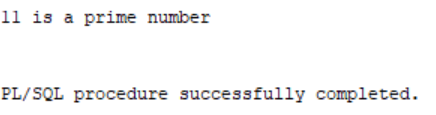 11 is a prime number
PL/SQL procedure successfully completed.